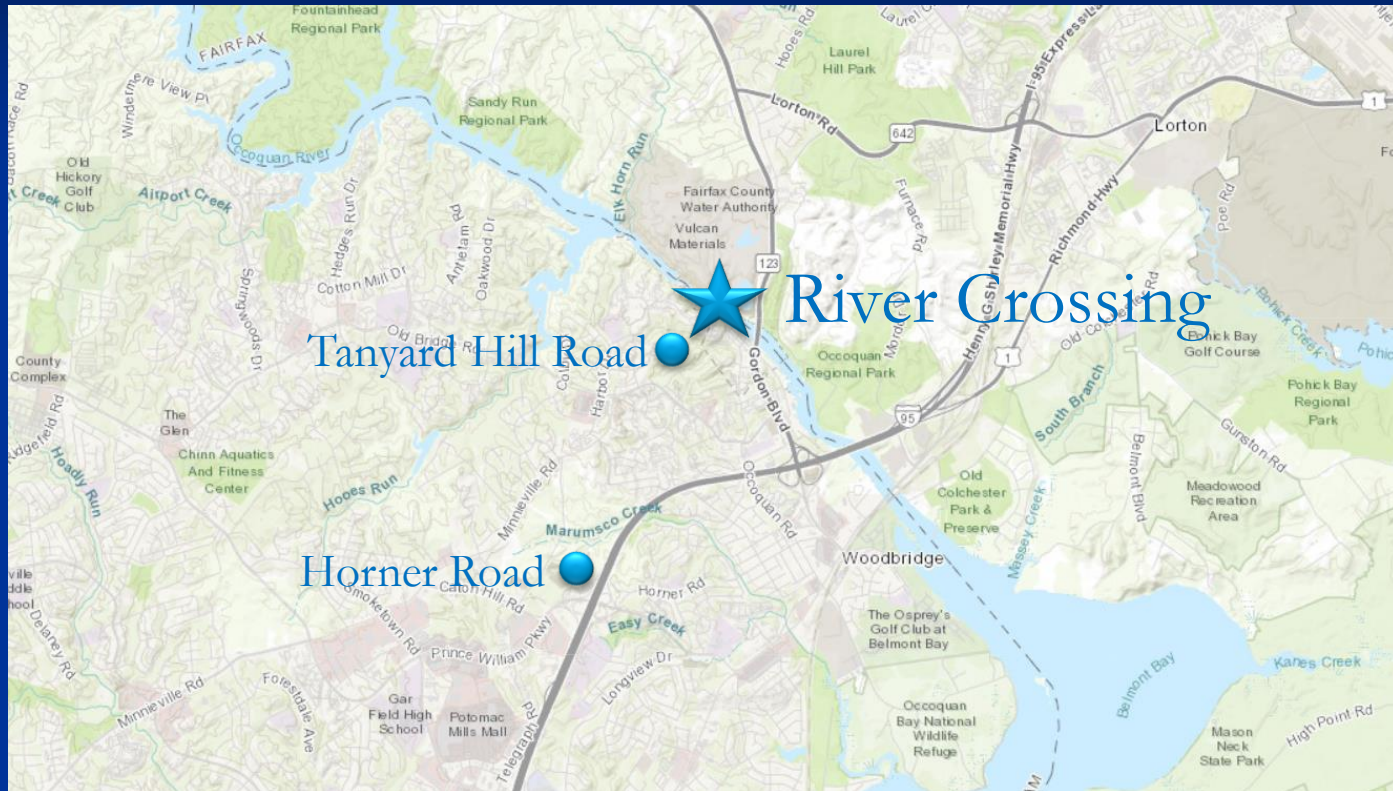 Fountainhead
Regional Park
FAIRFAX
Hooes Rd
Laurel
Hill Park
I-95 Express
1
Sandy Run
Regional Park
Lorton Rd
642
Lorton
Occoquan River
Old
Hickory
Golf
Club
Airport Creek
Elk Horn Run
Fairfax County
Water Authority
Vulcan
Materials
Furnace Rd
Henry G Shirley Memorial Hwy
Richmond Hwy
Poe Rd
Hedges Run Dr
Antietam Rd
Oakwood Dr
Cotton Mill Dr
Springwoods Dr
123
River Crossing
Pohick Creek
Old Bridge Rd
Tanyard Hill Road
Gordon Blvd
Occoquan
Regional Park
1
Pohick Bay
Golf Course
County
Complex
Pohick Bay
Regional
Park
The
Glen
95
South Branch
Gunston Rd
Belmont Blvd
Chinn Aquatics
And Fitness
Center
Hoadly Run
Hooes Run
Minnieville Rd
Occoquan Rd
Old
Colchester
Park &
Preserve
Meadowood
Recreation
Area
Massey Creek
Marumsco Creek
Woodbridge
Horner Road
Horner Rd
Caton Hill Rd
Smoketown Rd
Easy Creek
Delaney Rd
Prince William Pkwy
Longview Dr
The Osprey's
Golf Club at
Belmont Bay
Belmont Bay
Kanes Creek
Minnieville Rd
Forestdale Ave
Gar
Field High
School
Potomac
Mills Mall
Telegraph Rd
Occoquan
Bay National
Wildlife
Refuge
High Point Rd
Mason
Neck
State Park